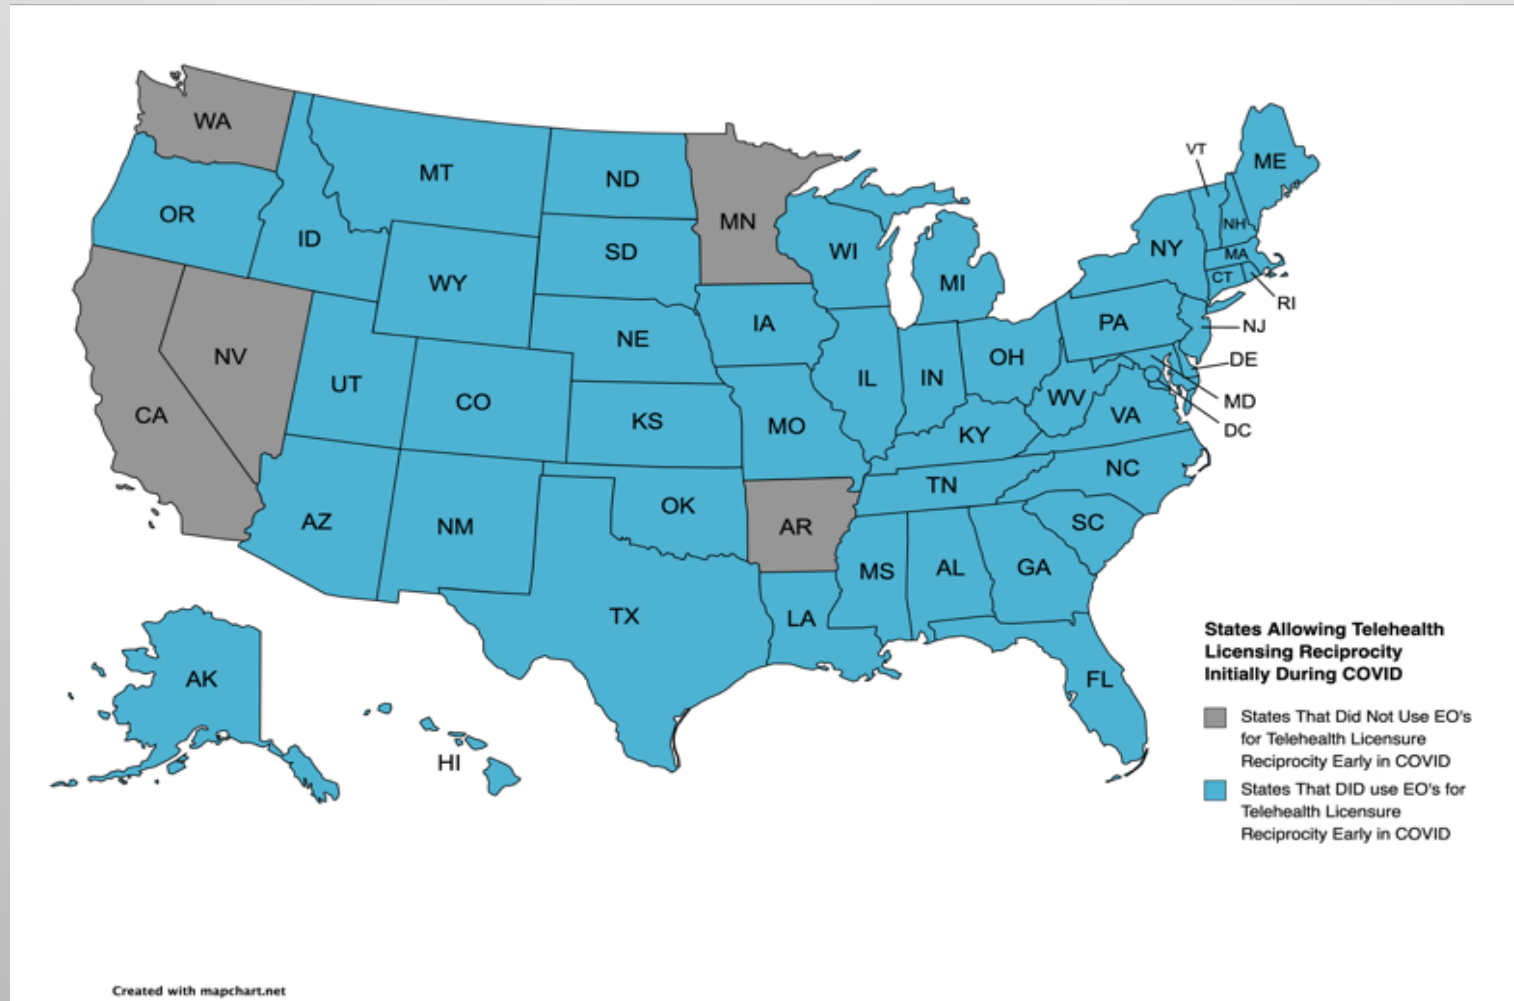 WA
MT
ND
MN
VT
ME
OR
ID
SD
WI
NH
NY
MA
WY
MI
CT
RI
IA
PA
NJ
NE
NV
OH
DE
UT
IL
IN
CO
WV
MD
CA
KS
MO
VA
DC
KY
NC
TN
OK
AZ
NM
AR
SC
MS
AL
GA
TX
LA
AK
FL
HI
States Allowing Telehealth
Licensing Reciprocity
Initially During COVID
States That Did Not Use EO's
for Telehealth Licensure
Reciprocity Early in COVID
States That DID use EO's for
Telehealth Licensure
Reciprocity Early in COVID
Created with mapchart.net